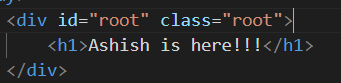 <div id="root" class="root">
<h1>Ashish is here!!!</h1>
</div>